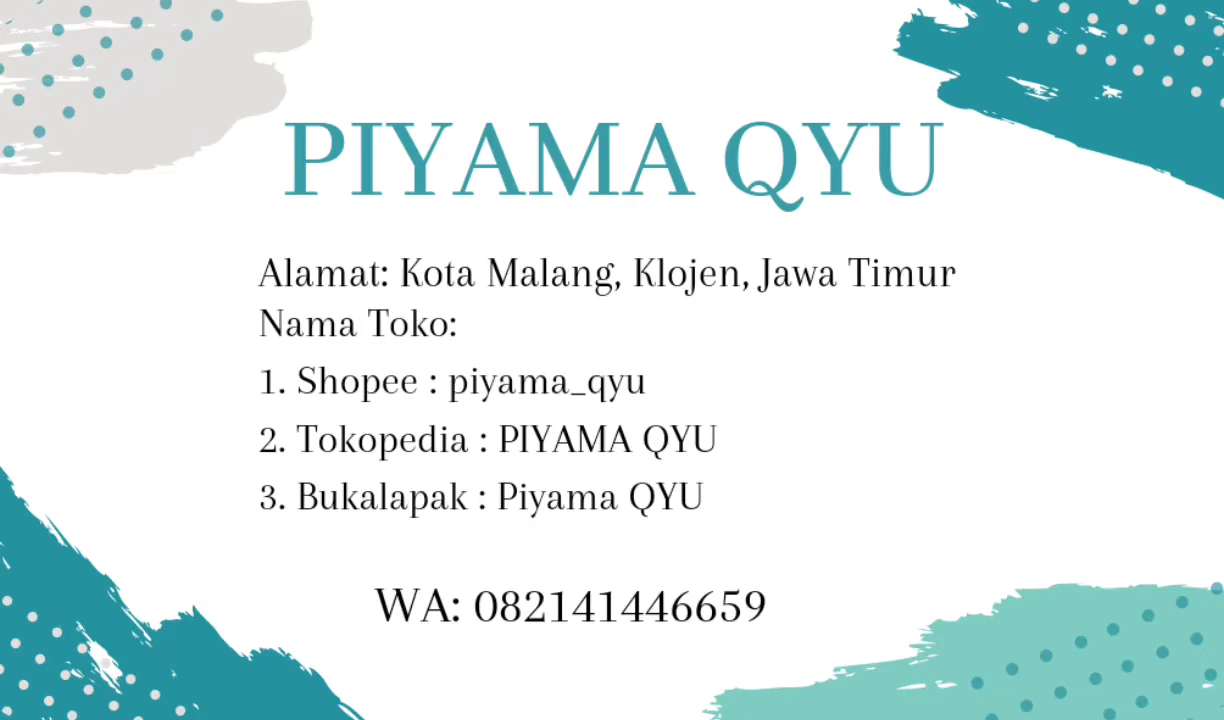 PIYAMA QYU
Alamat: Kota Malang, Klojen, Jawa Timur
Nama Toko:
1. Shopee : piyama_qyu
2. Tokopedia : PIYAMA QYU
3. Bukalapak : Piyama QYU
WA: 082141446659